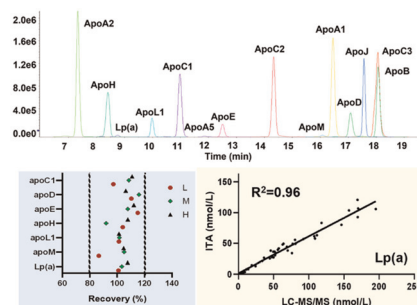 2.0e6
1.6e6
1.2e6
8.0e5
4.0e5
0.0e0
ApoA2
ApoH
Lp(a)
ApoL1
ApoC1
ApoA5
ApoE
ApoC2
ApoM
ApoA1
ApoD
ApoJ
ApoC3
ApoB
7 8 9 10 11 12 13 14 15 16 17 18 19
Time (min)
apoC1
apoD
apoE
apoH
apoL1
apoM
Lp(a)
L
M
H
60 80 100 120 140
Recovery (%)
ITA (nmol/L)
150
100
50
0
R²=0.96
Lp(a)
0 50 100 150 200
LC-MS/MS (nmol/L)